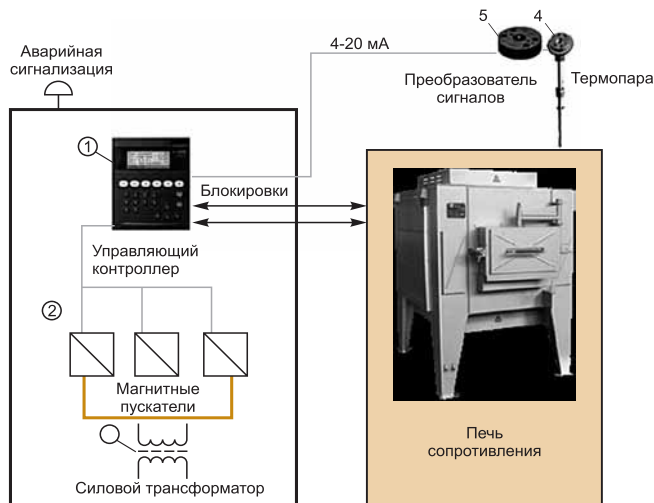 5
4
4-20 мА
Аварийная
сигнализация
Преобразователь
сигналов
Термопара
1
Блокировки
Управляющий
контроллер
2
Магнитные
пускатели
Силовой трансформатор
Печь
сопротивления